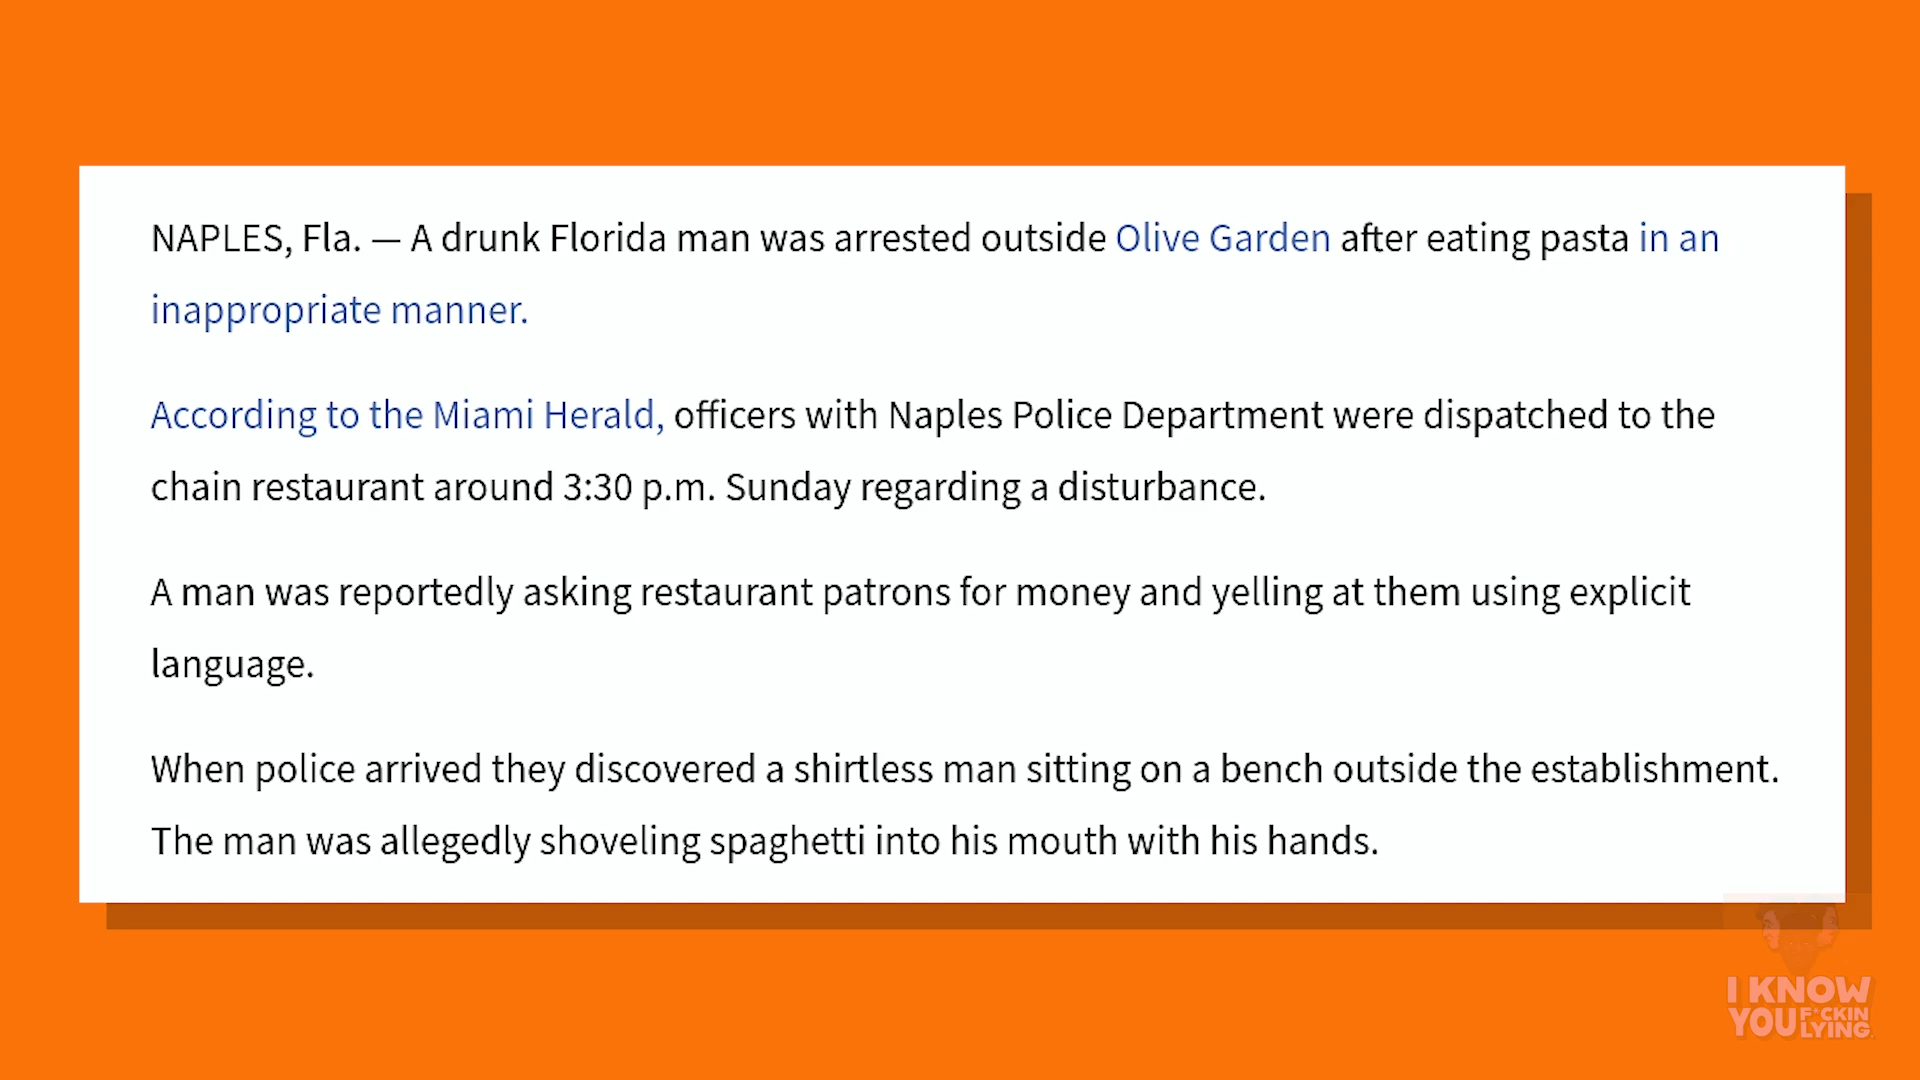 NAPLES, Fla. — A drunk Florida man was arrested outside Olive Garden after eating pasta in an
inappropriate manner.
According to the Miami Herald, officers with Naples Police Department were dispatched to the
chain restaurant around 3:30 p.m. Sunday regarding a disturbance.
A man was reportedly asking restaurant patrons for money and yelling at them using explicit
language.
When police arrived they discovered a shirtless man sitting on a bench outside the establishment.
The man was allegedly shoveling spaghetti into his mouth with his hands.
I KNOW
YOU F*CKIN
LYING.